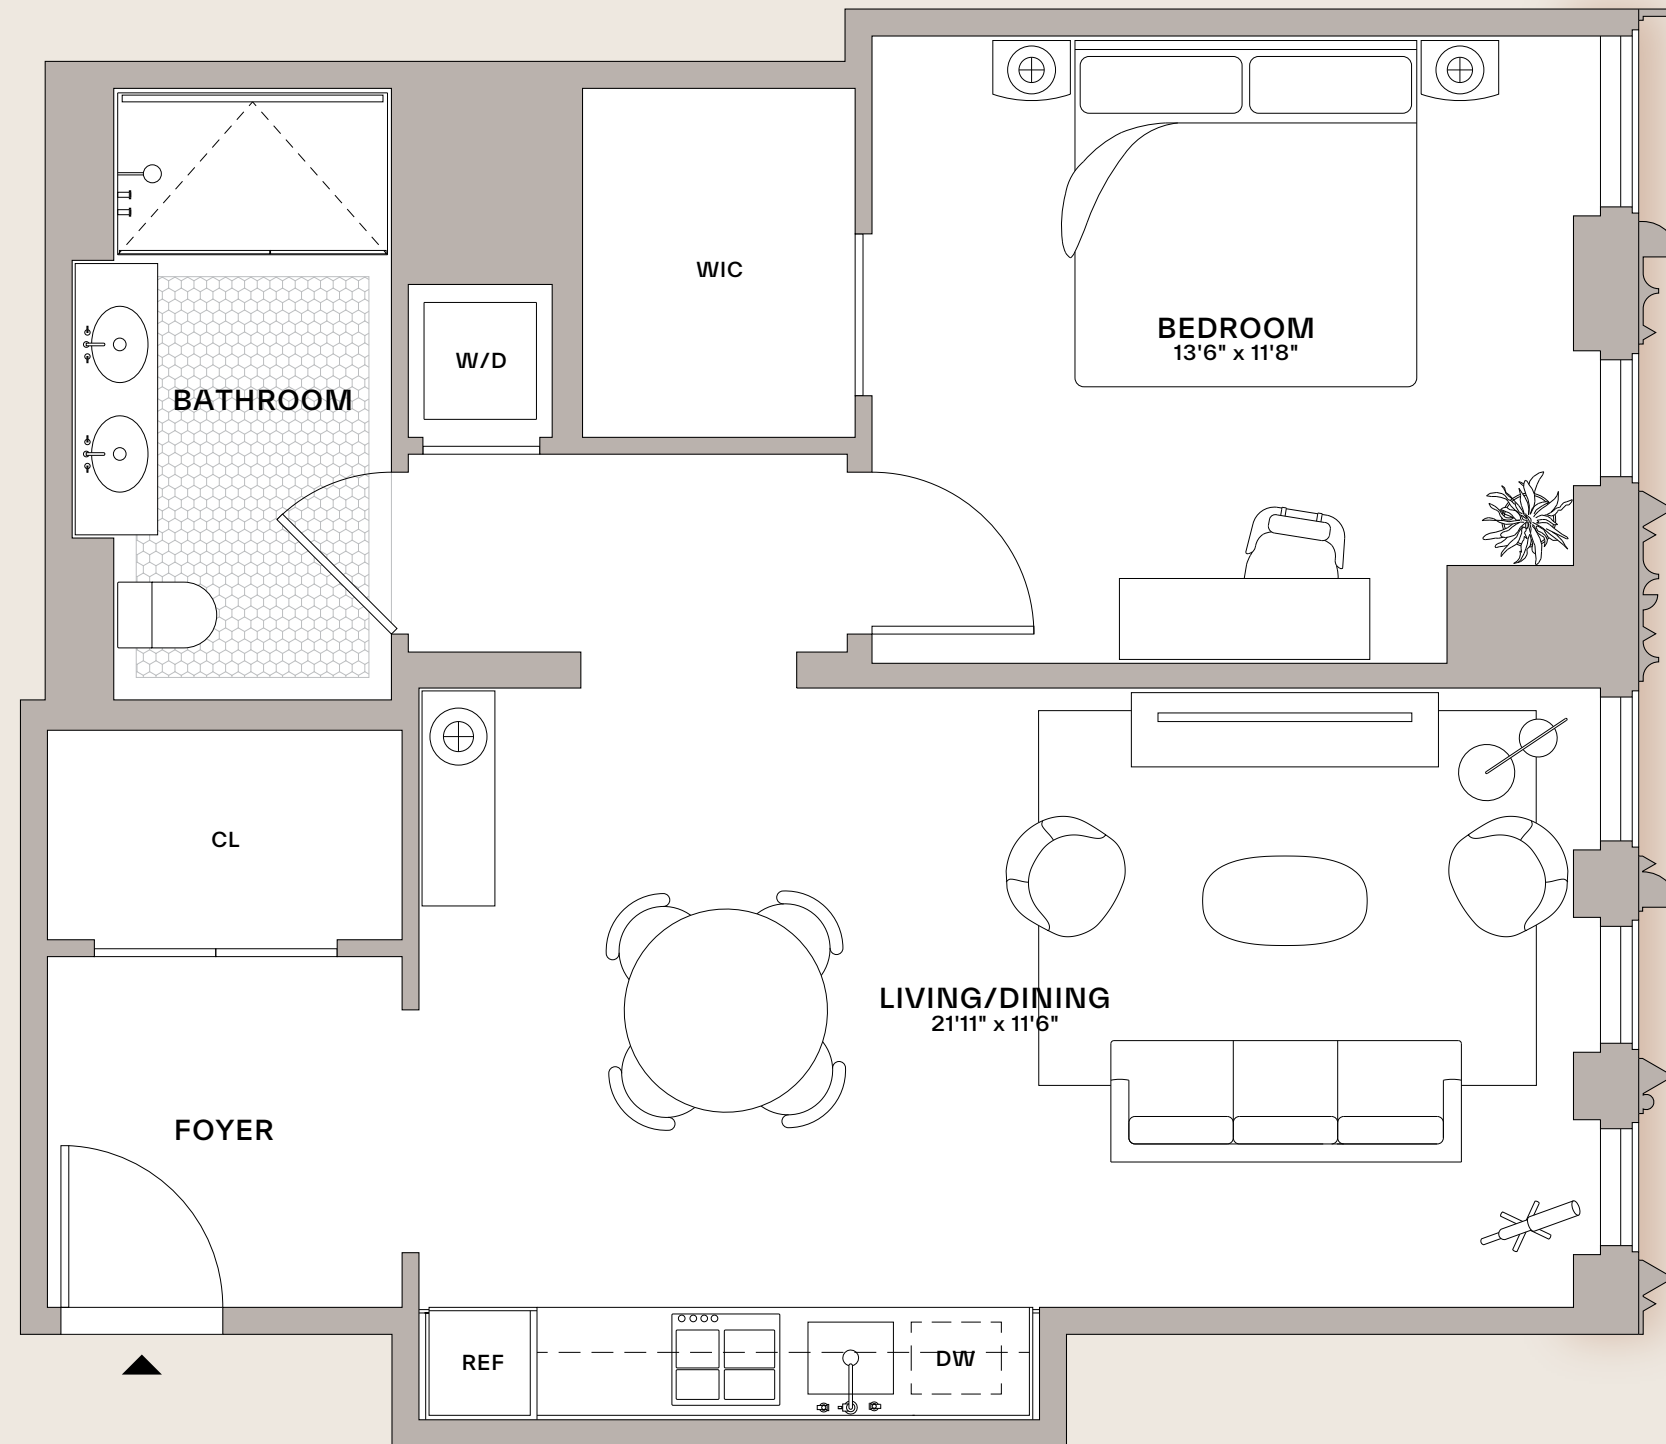 WIC
BEDROOM
13'6" x 11'8"
W/D
BATHROOM
CL
LIVING/DINING
21'11" x 11'6"
FOYER
REF
DW